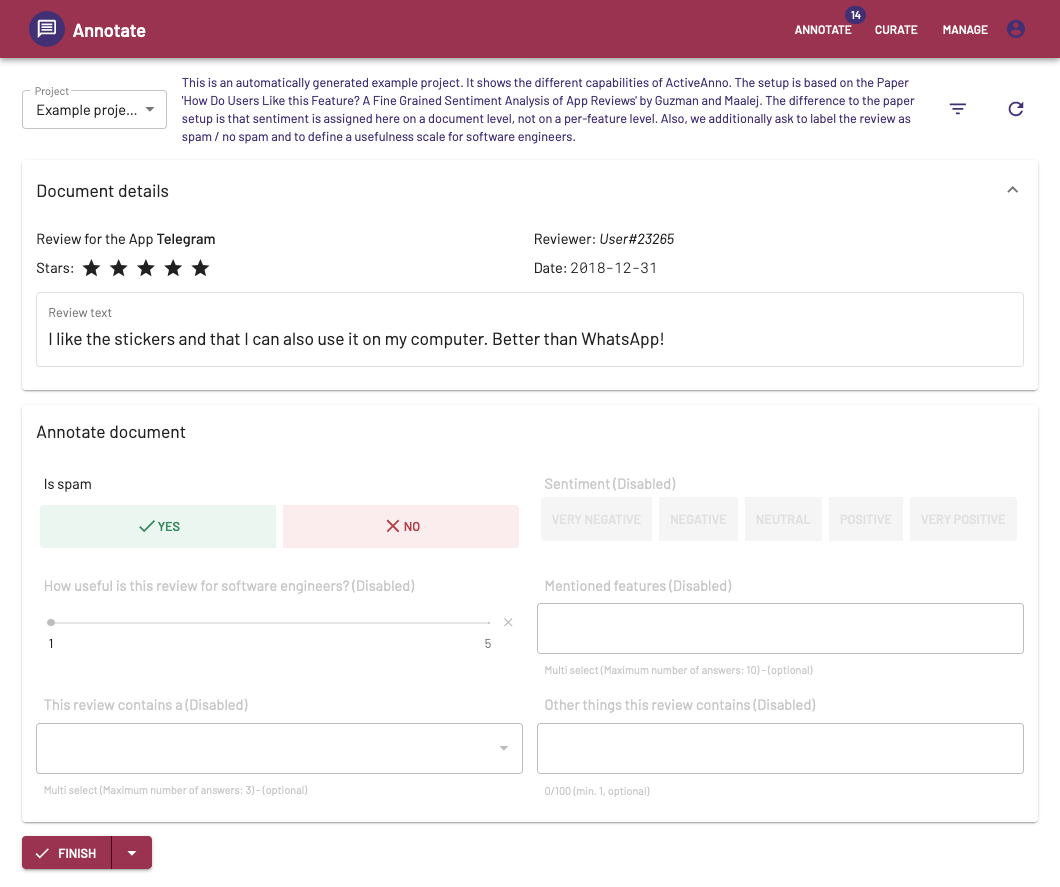 Annotate
ANNOTATE
14
CURATE
MANAGE
Project
Example proje...
This is an automatically generated example project. It shows the different capabilities of ActiveAnno. The setup is based on the Paper
'How Do Users Like this Feature? A Fine Grained Sentiment Analysis of App Reviews' by Guzman and Maalej. The difference to the paper
setup is that sentiment is assigned here on a document level, not on a per-feature level. Also, we additionally ask to label the review as
spam / no spam and to define a usefulness scale for software engineers.
Document details
Review for the App Telegram
Reviewer: User#23265
Stars:
Date: 2018-12-31
Review text
I like the stickers and that I can also use it on my computer. Better than WhatsApp!
Annotate document
Is spam
YES
NO
Sentiment (Disabled)
VERY NEGATIVE
NEGATIVE
NEUTRAL
POSITIVE
VERY POSITIVE
How useful is this review for software engineers? (Disabled)
1
5
Mentioned features (Disabled)
Multi select (Maximum number of answers: 10) - (optional)
This review contains a (Disabled)
Multi select (Maximum number of answers: 3) - (optional)
Other things this review contains (Disabled)
0/100 (min. 1, optional)
FINISH